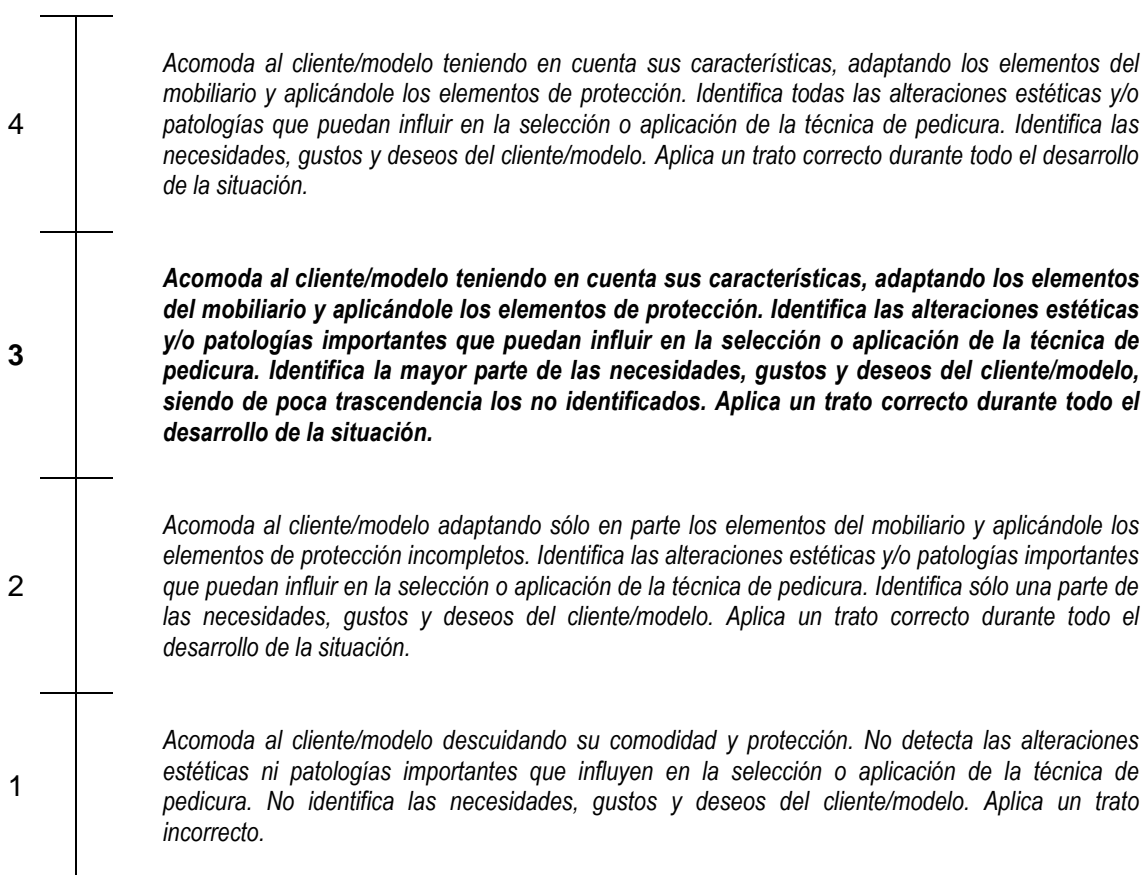 Acomoda al cliente/modelo teniendo en cuenta sus características, adaptando los elementos del
mobiliario y aplicándole los elementos de protección. Identifica todas las alteraciones estéticas y/o
4
patologías que puedan influir en la selección o aplicación de la técnica de pedicura. Identifica las
necesidades, gustos y deseos del cliente/modelo. Aplica un trato correcto durante todo el desarrollo
de la situación.
Acomoda al cliente/modelo teniendo en cuenta sus características, adaptando los elementos
del mobiliario y aplicándole los elementos de protección. Identifica las alteraciones estéticas
3
y/o patologías importantes que puedan influir en la selección o aplicación de la técnica de
pedicura. Identifica la mayor parte de las necesidades, gustos y deseos del cliente/modelo,
siendo de poca trascendencia los no identificados. Aplica un trato correcto durante todo el
desarrollo de la situación.
Acomoda al cliente/modelo adaptando sólo en parte los elementos del mobiliario y aplicándole los
elementos de protección incompletos. Identifica las alteraciones estéticas y/o patologías importantes
2
que puedan influir en la selección o aplicación de la técnica de pedicura. Identifica sólo una parte de
las necesidades, gustos y deseos del cliente/modelo. Aplica un trato correcto durante todo el
desarrollo de la situación.
Acomoda al cliente/modelo descuidando su comodidad y protección. No detecta las alteraciones
estéticas ni patologías importantes que influyen en la selección o aplicación de la técnica de
1
pedicura. No identifica las necesidades, gustos y deseos del cliente/modelo. Aplica un trato
incorrecto.